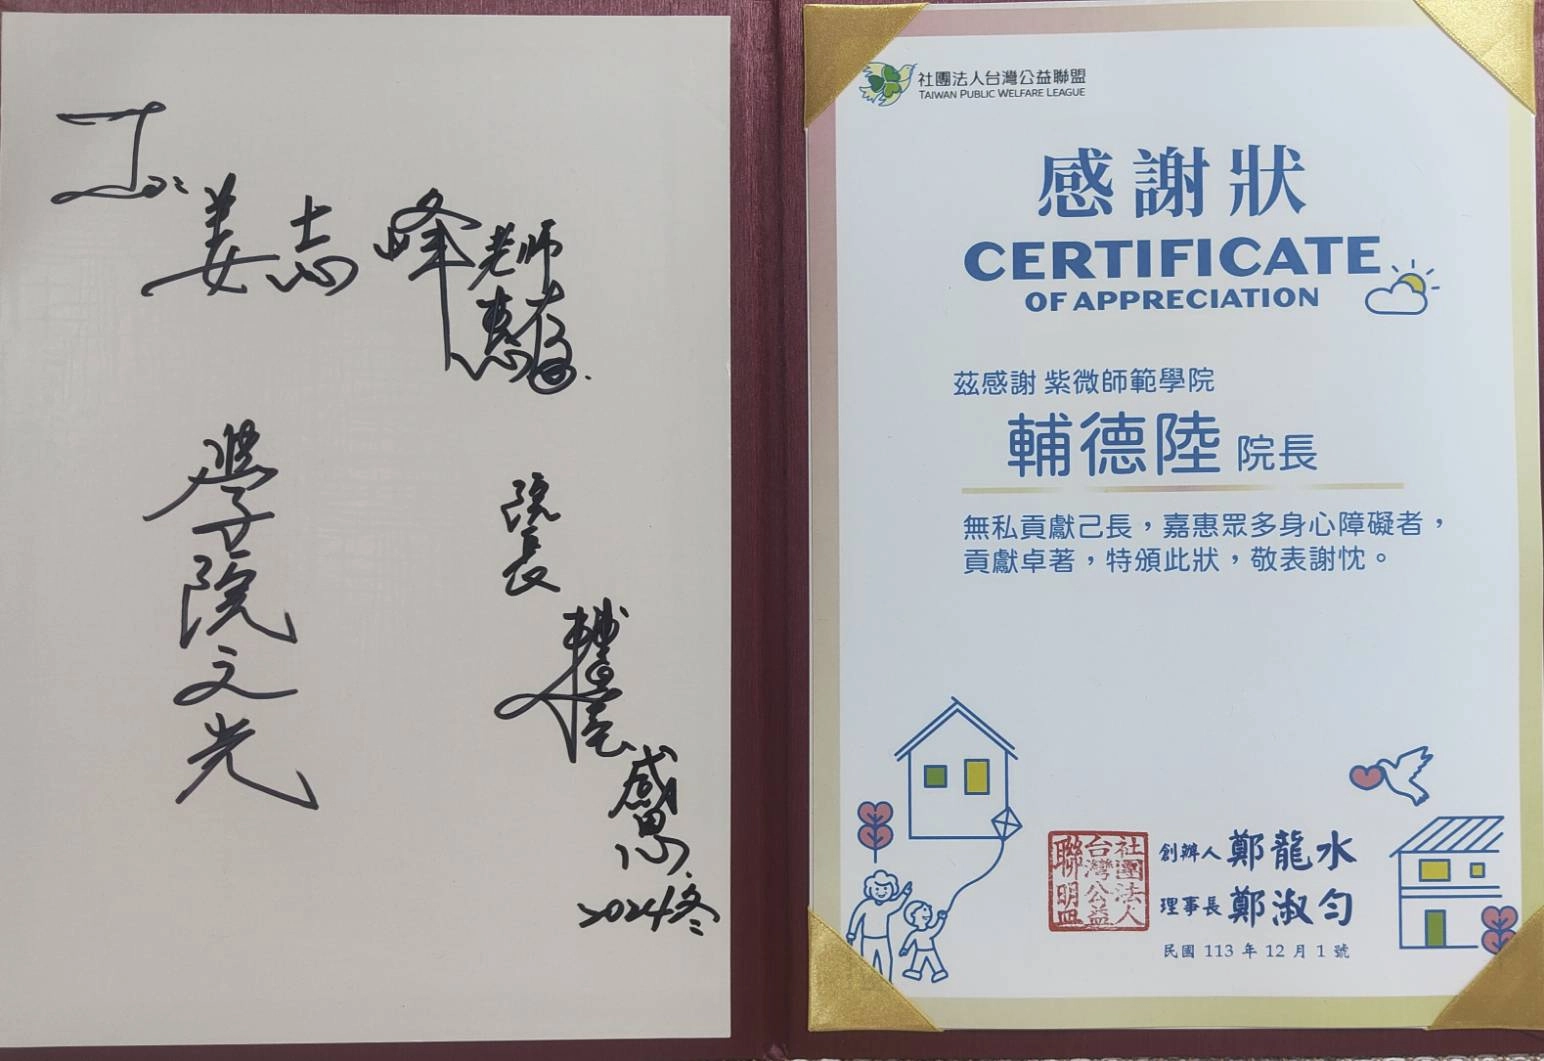 姜志峰老師
惠存
學院文光
院長
輔德陸
感恩
2024冬
社團法人台灣公益聯盟
TAIWAN PUBLIC WELFARE LEAGUE
感謝狀
CERTIFICATE
OF APPRECIATION
茲感謝 紫微師範學院
輔德陸 院長
無私貢獻己長，嘉惠眾多身心障礙者，
貢獻卓著，特頒此狀，敬表謝忱。
社團法人
台灣公益
聯盟
創辦人 鄭龍水
理事長 鄭淑勻
民國 113 年 12 月 1 號